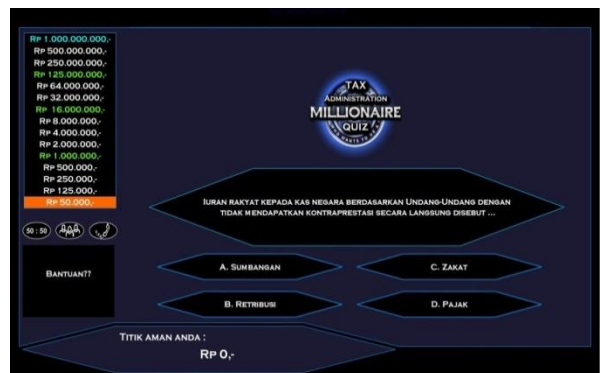 RP 1.000.000.000,-
RP 500.000.000,-
RP 250.000.000,-
RP 125.000.000,-
RP 64.000.000,-
RP 32.000.000,-
RP 16.000.000,-
RP 8.000.000,-
RP 4.000.000,-
RP 2.000.000,-
RP 1.000.000,-
RP 500.000,-
RP 250.000,-
RP 125.000,-
RP 50.000,-
50 : 50
BANTUAN??
TAX
ADMINISTRATION
MILLIONAIRE
QUIZ
IURAN RAKYAT KEPADA KAS NEGARA BERDASARKAN UNDANG-UNDANG DENGAN
TIDAK MENDAPATKAN KONTRAPRESTASI SECARA LANGSUNG DISEBUT ...
A. SUMBANGAN
C. ZAKAT
B. RETRIBUSI
D. PAJAK
TITIK AMAN ANDA :
RP 0,-